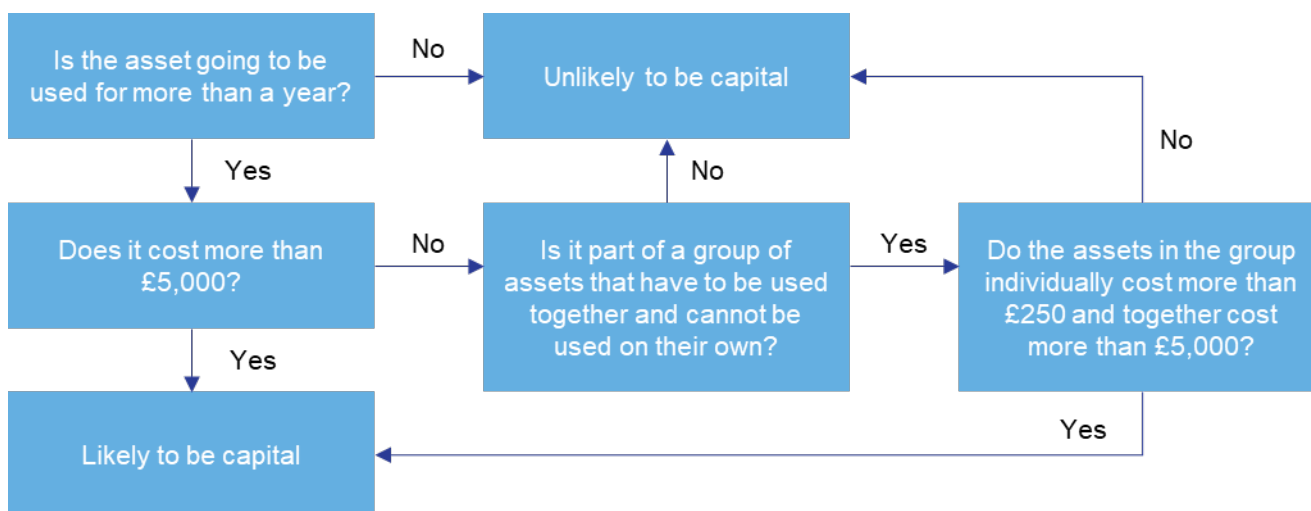 Is the asset going to be
used for more than a year?
No
Unlikely to be capital
Yes
No
No
Does it cost more than
£5,000?
No
Is it part of a group of
assets that have to be used
together and cannot be
used on their own?
Yes
Do the assets in the group
individually cost more than
£250 and together cost
more than £5,000?
Yes
Likely to be capital
Yes